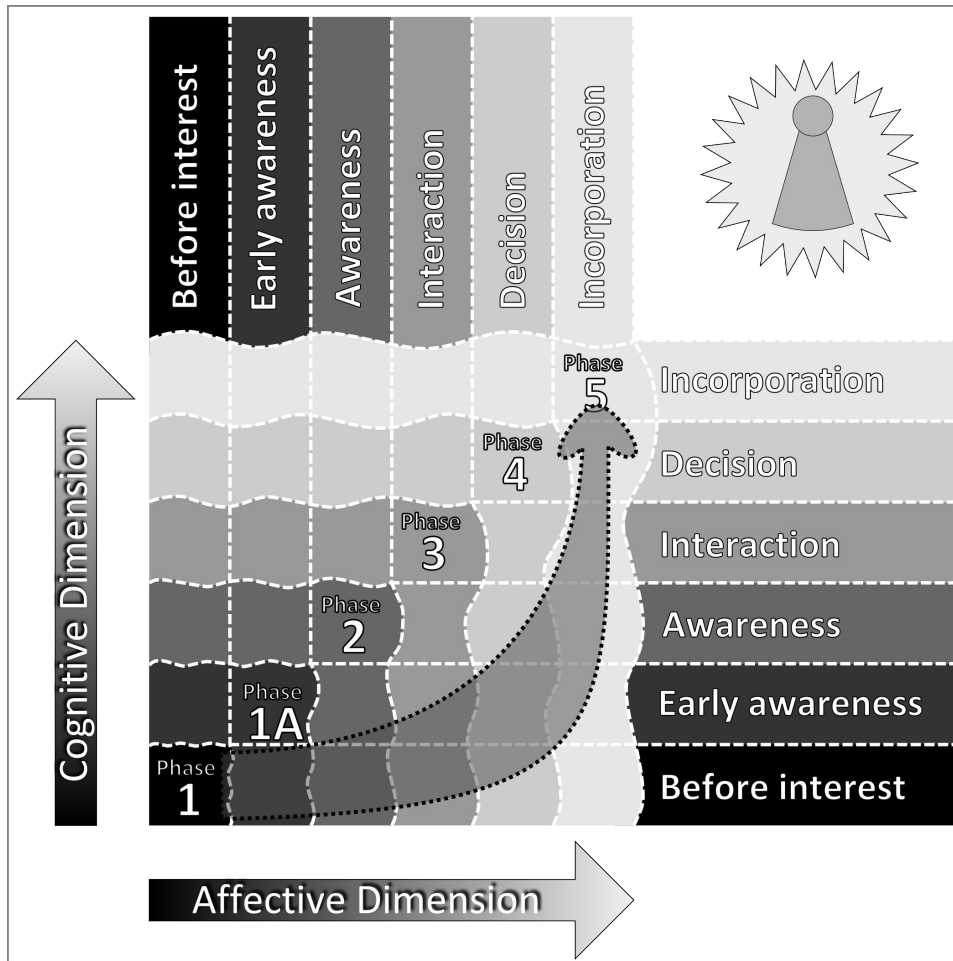 Before interest
Early awareness
Awareness
Interaction
Decision
Incorporation
Phase
5
Incorporation
Phase
4
Decision
Phase
3
Interaction
Phase
2
Awareness
Phase
1A
Early awareness
Phase
1
Before interest
Cognitive Dimension
Affective Dimension